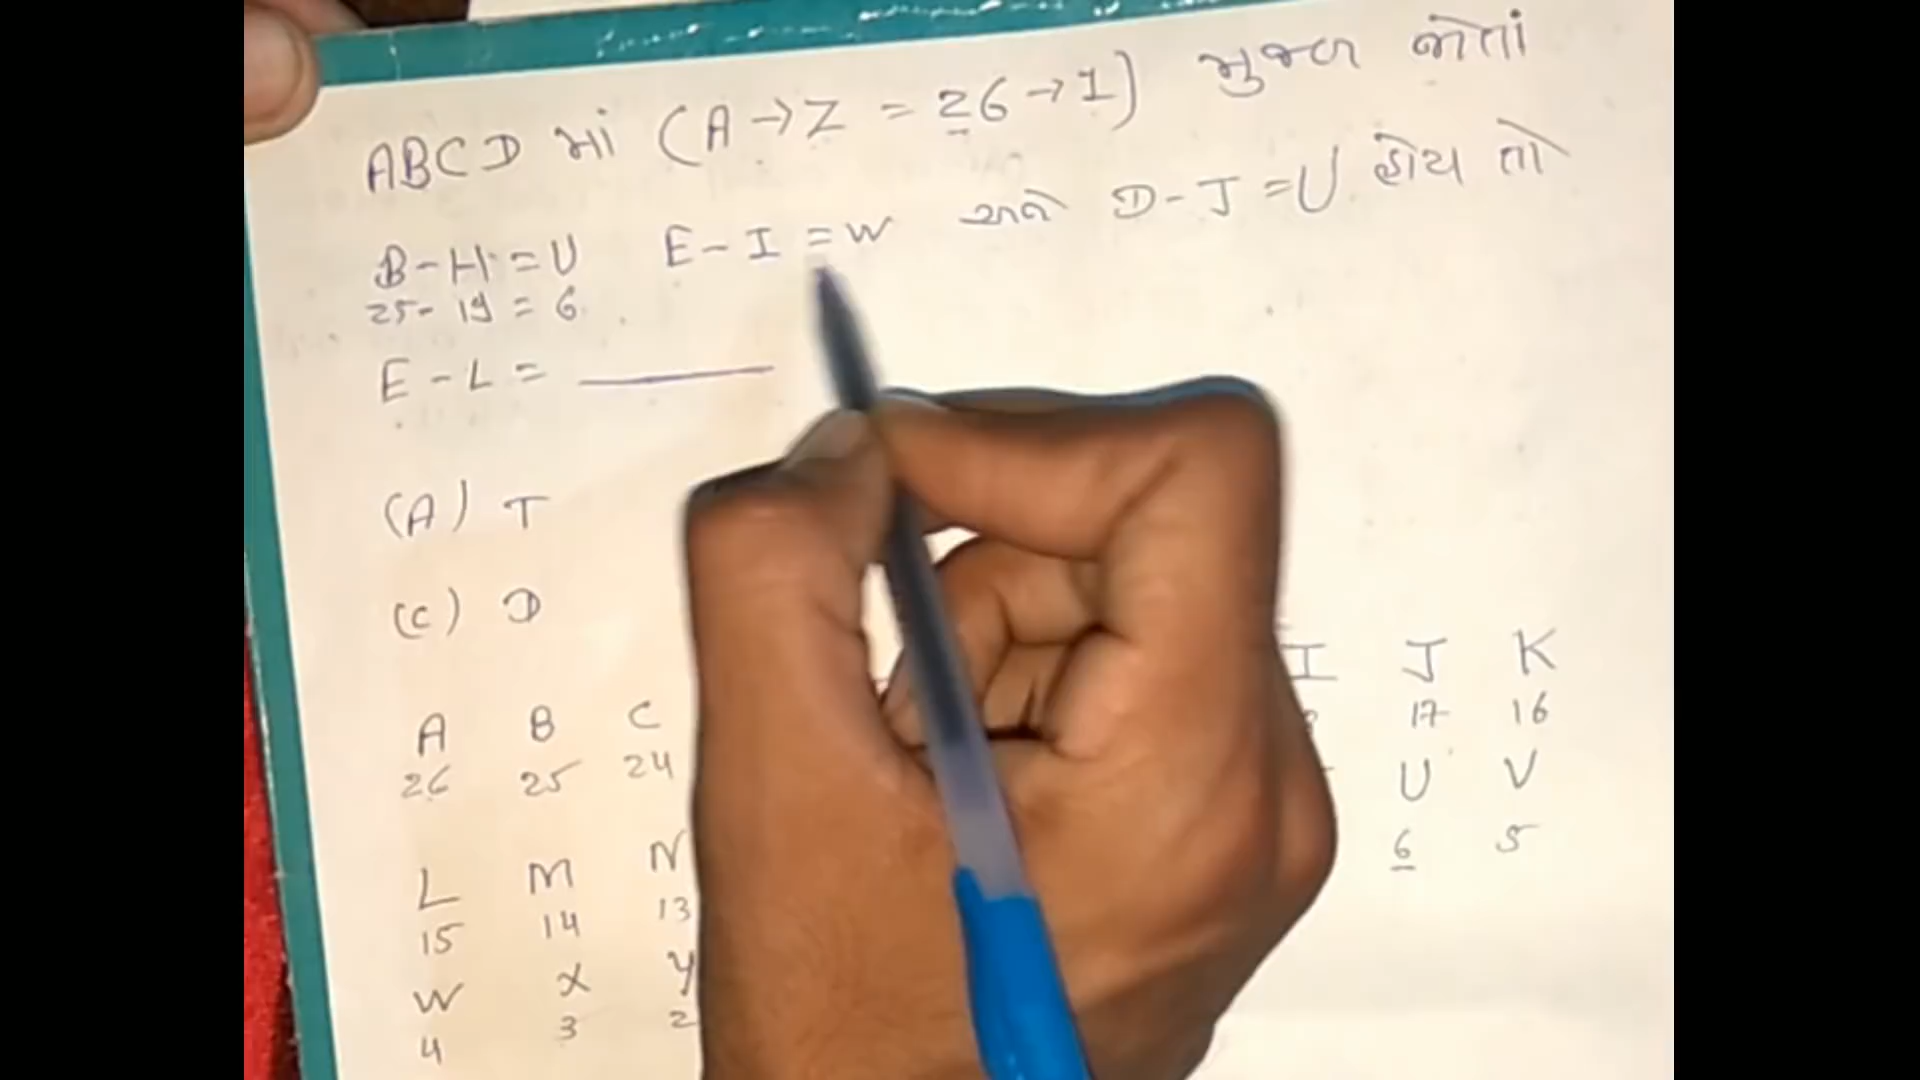 ABCD માં (A → Z = 26 → 1) મુજબ જોતાં
B - H = U E - I = W અને D - J = U હોય તો
25 - 19 = 6
E - L = ______
(A) T
(C) D
A B C I J K
26 25 24 17 16
U V
6 5
L M N
15 14 13
W X Y
4 3 2